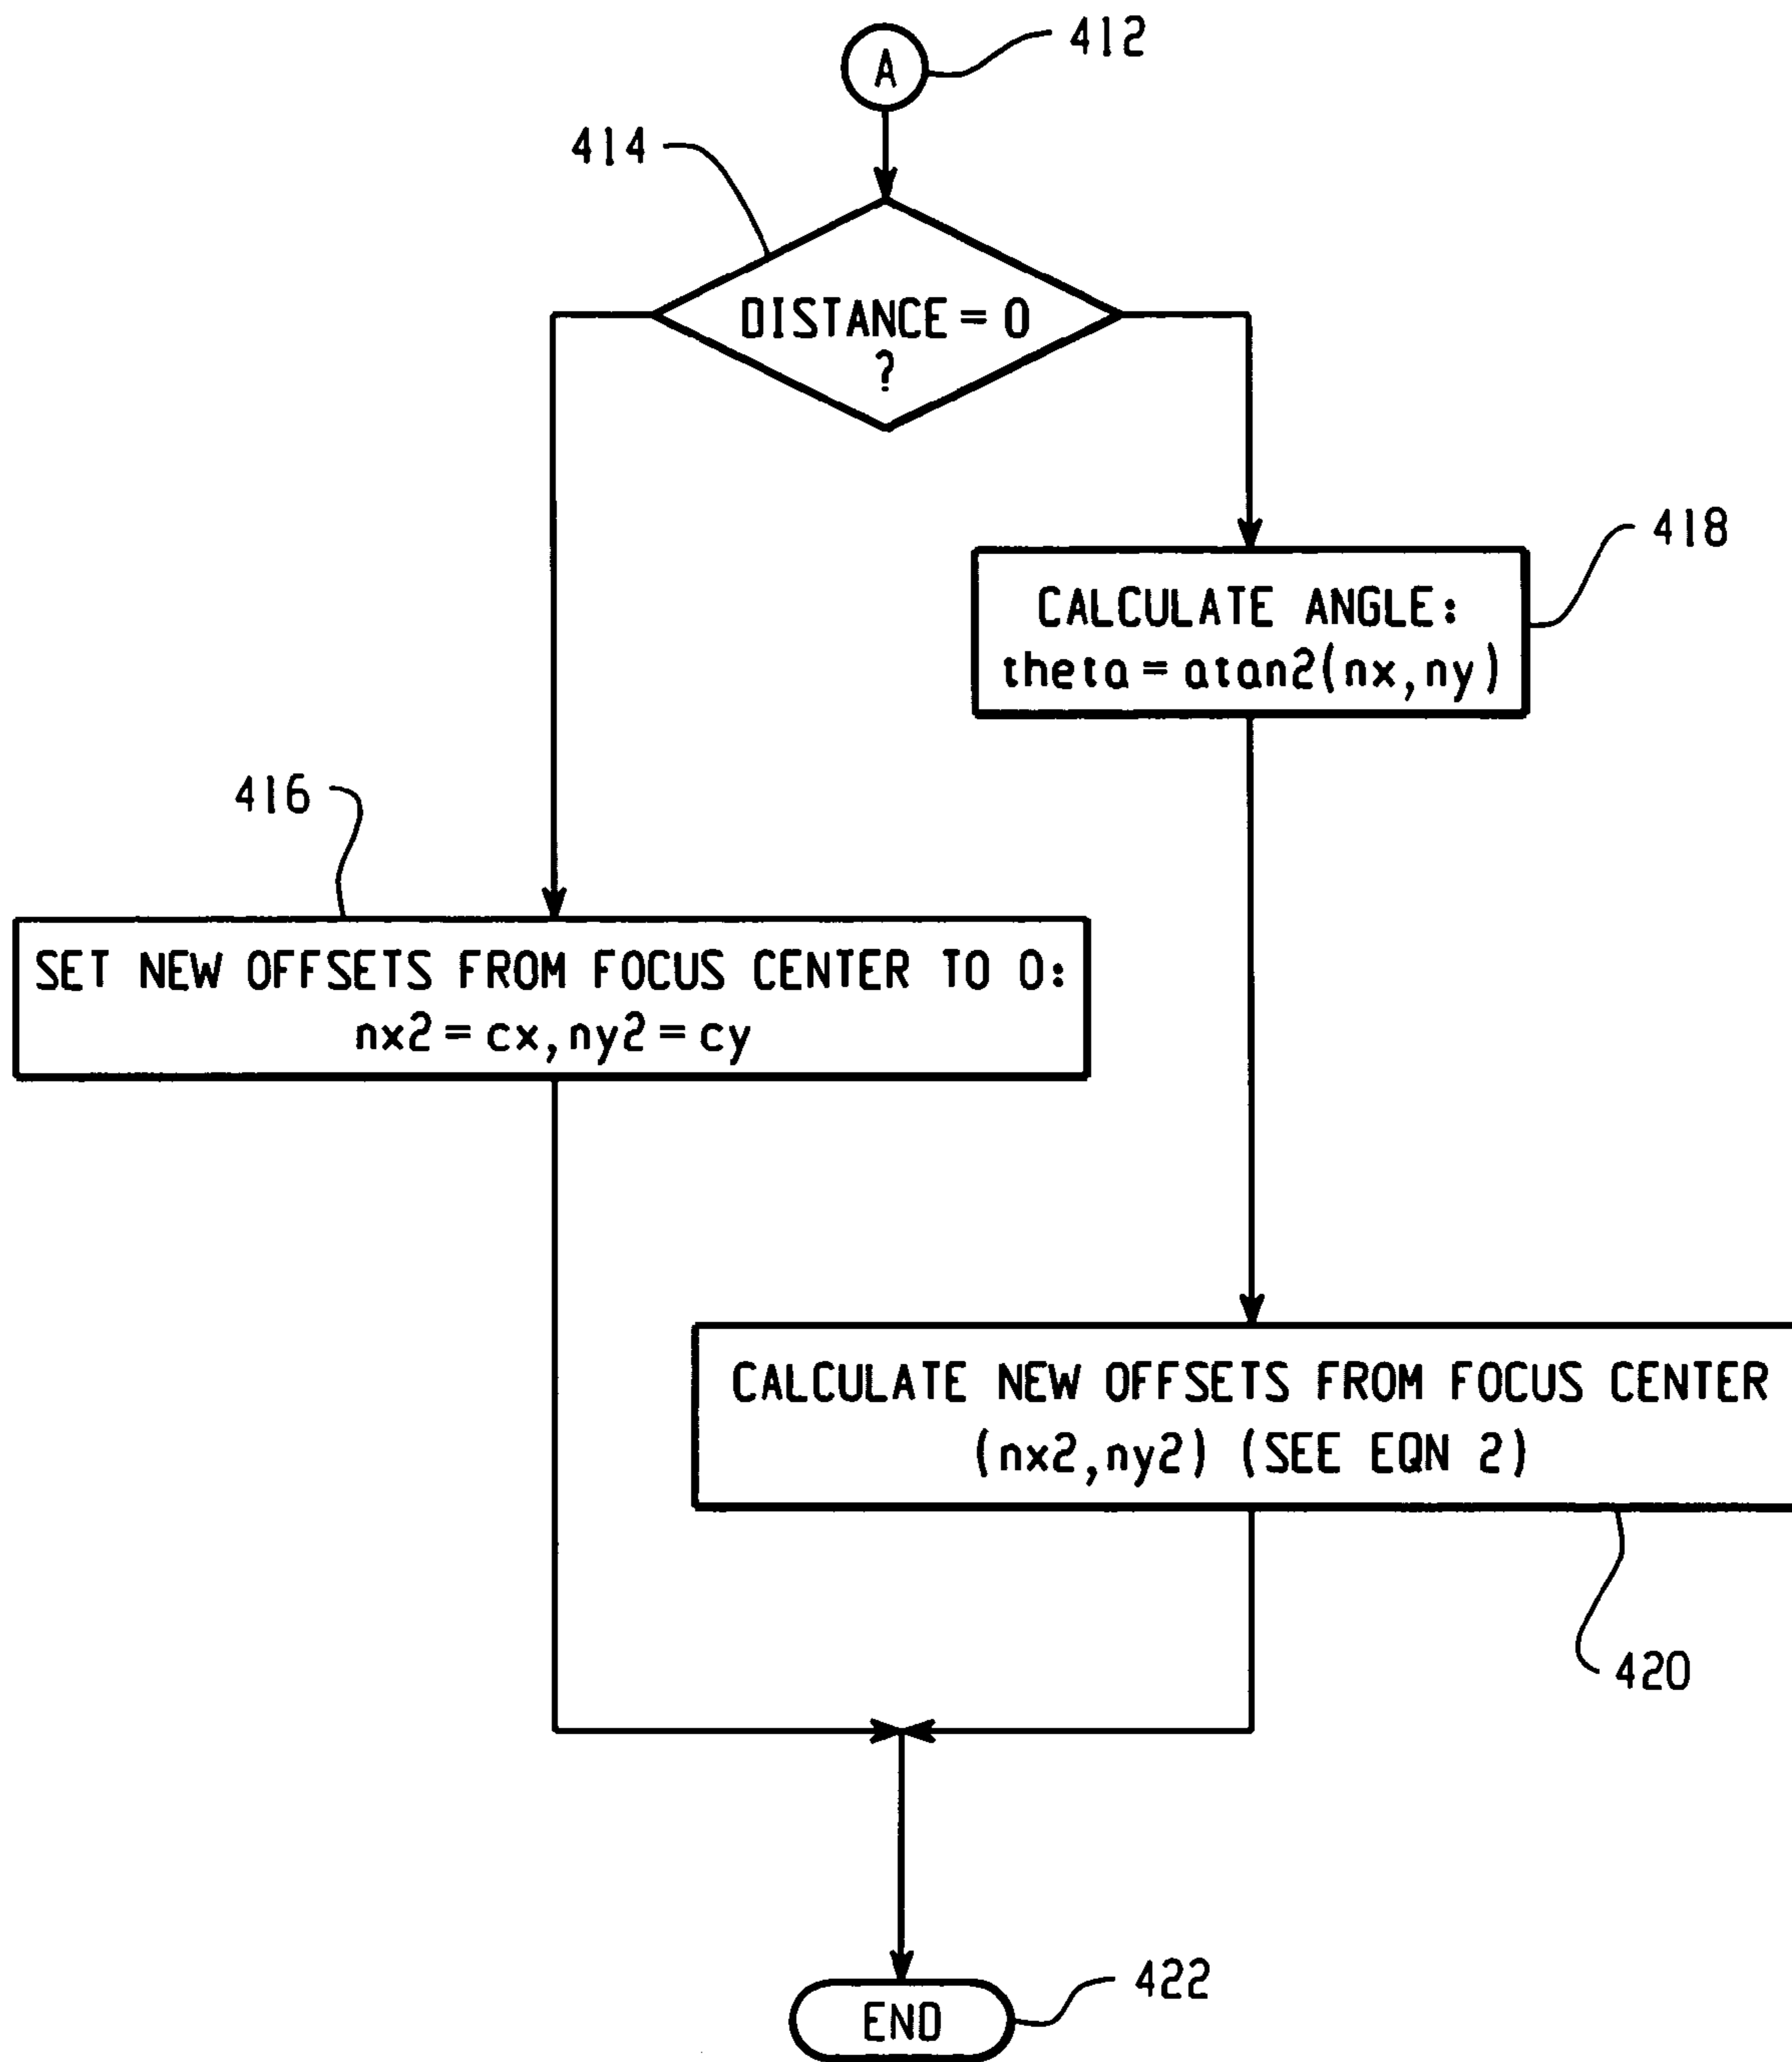 A
412
414
DISTANCE = 0
?
418
CALCULATE ANGLE:
theta = atan2(nx,ny)
416
SET NEW OFFSETS FROM FOCUS CENTER TO 0:
nx2 = cx, ny2 = cy
CALCULATE NEW OFFSETS FROM FOCUS CENTER
(nx2,ny2) (SEE EQN 2)
420
422
END